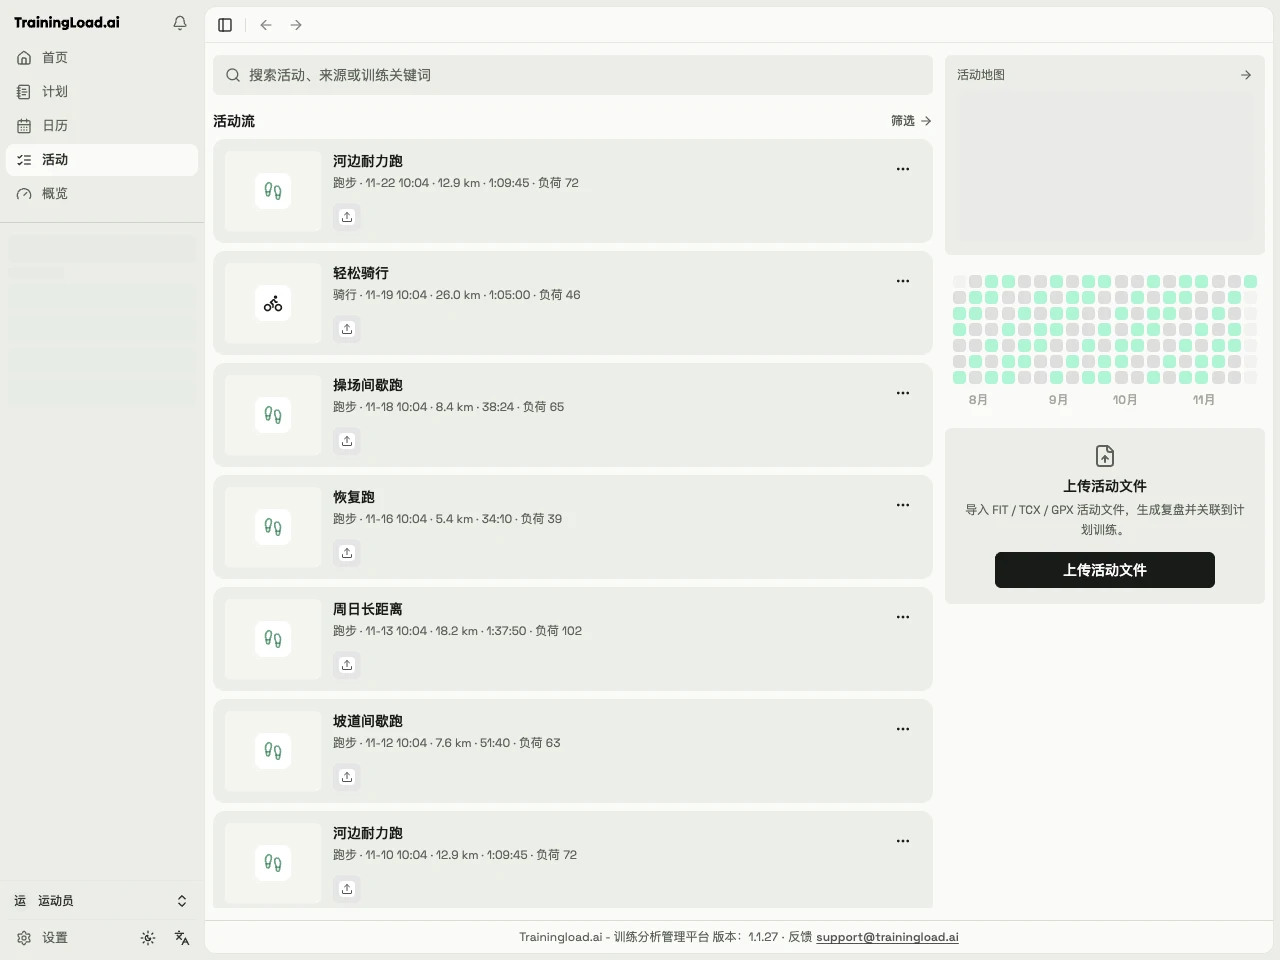 TrainingLoad.ai
首页
计划
日历
活动
概览
运 运动员
设置
搜索活动、来源或训练关键词
活动流
筛选
河边耐力跑
跑步 · 11-22 10:04 · 12.9 km · 1:09:45 · 负荷 72
轻松骑行
骑行 · 11-19 10:04 · 26.0 km · 1:05:00 · 负荷 46
操场间歇跑
跑步 · 11-18 10:04 · 8.4 km · 38:24 · 负荷 65
恢复跑
跑步 · 11-16 10:04 · 5.4 km · 34:10 · 负荷 39
周日长距离
跑步 · 11-13 10:04 · 18.2 km · 1:37:50 · 负荷 102
坡道间歇跑
跑步 · 11-12 10:04 · 7.6 km · 51:40 · 负荷 63
河边耐力跑
跑步 · 11-10 10:04 · 12.9 km · 1:09:45 · 负荷 72
活动地图
8月 9月 10月 11月
上传活动文件
导入 FIT / TCX / GPX 活动文件，生成复盘并关联到计
划训练。
上传活动文件
Trainingload.ai - 训练分析管理平台 版本：1.1.27 · 反馈 support@trainingload.ai